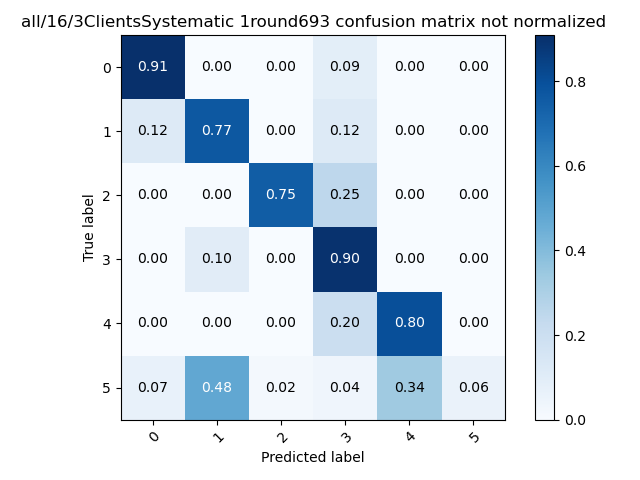 all/16/3ClientsSystematic 1round693 confusion matrix not normalized
0 0.91 0.00 0.00 0.09 0.00 0.00
1 0.12 0.77 0.00 0.12 0.00 0.00
2 0.00 0.00 0.75 0.25 0.00 0.00
3 0.00 0.10 0.00 0.90 0.00 0.00
4 0.00 0.00 0.00 0.20 0.80 0.00
5 0.07 0.48 0.02 0.04 0.34 0.06
0 1 2 3 4 5
True label
Predicted label
0.8
0.6
0.4
0.2
0.0